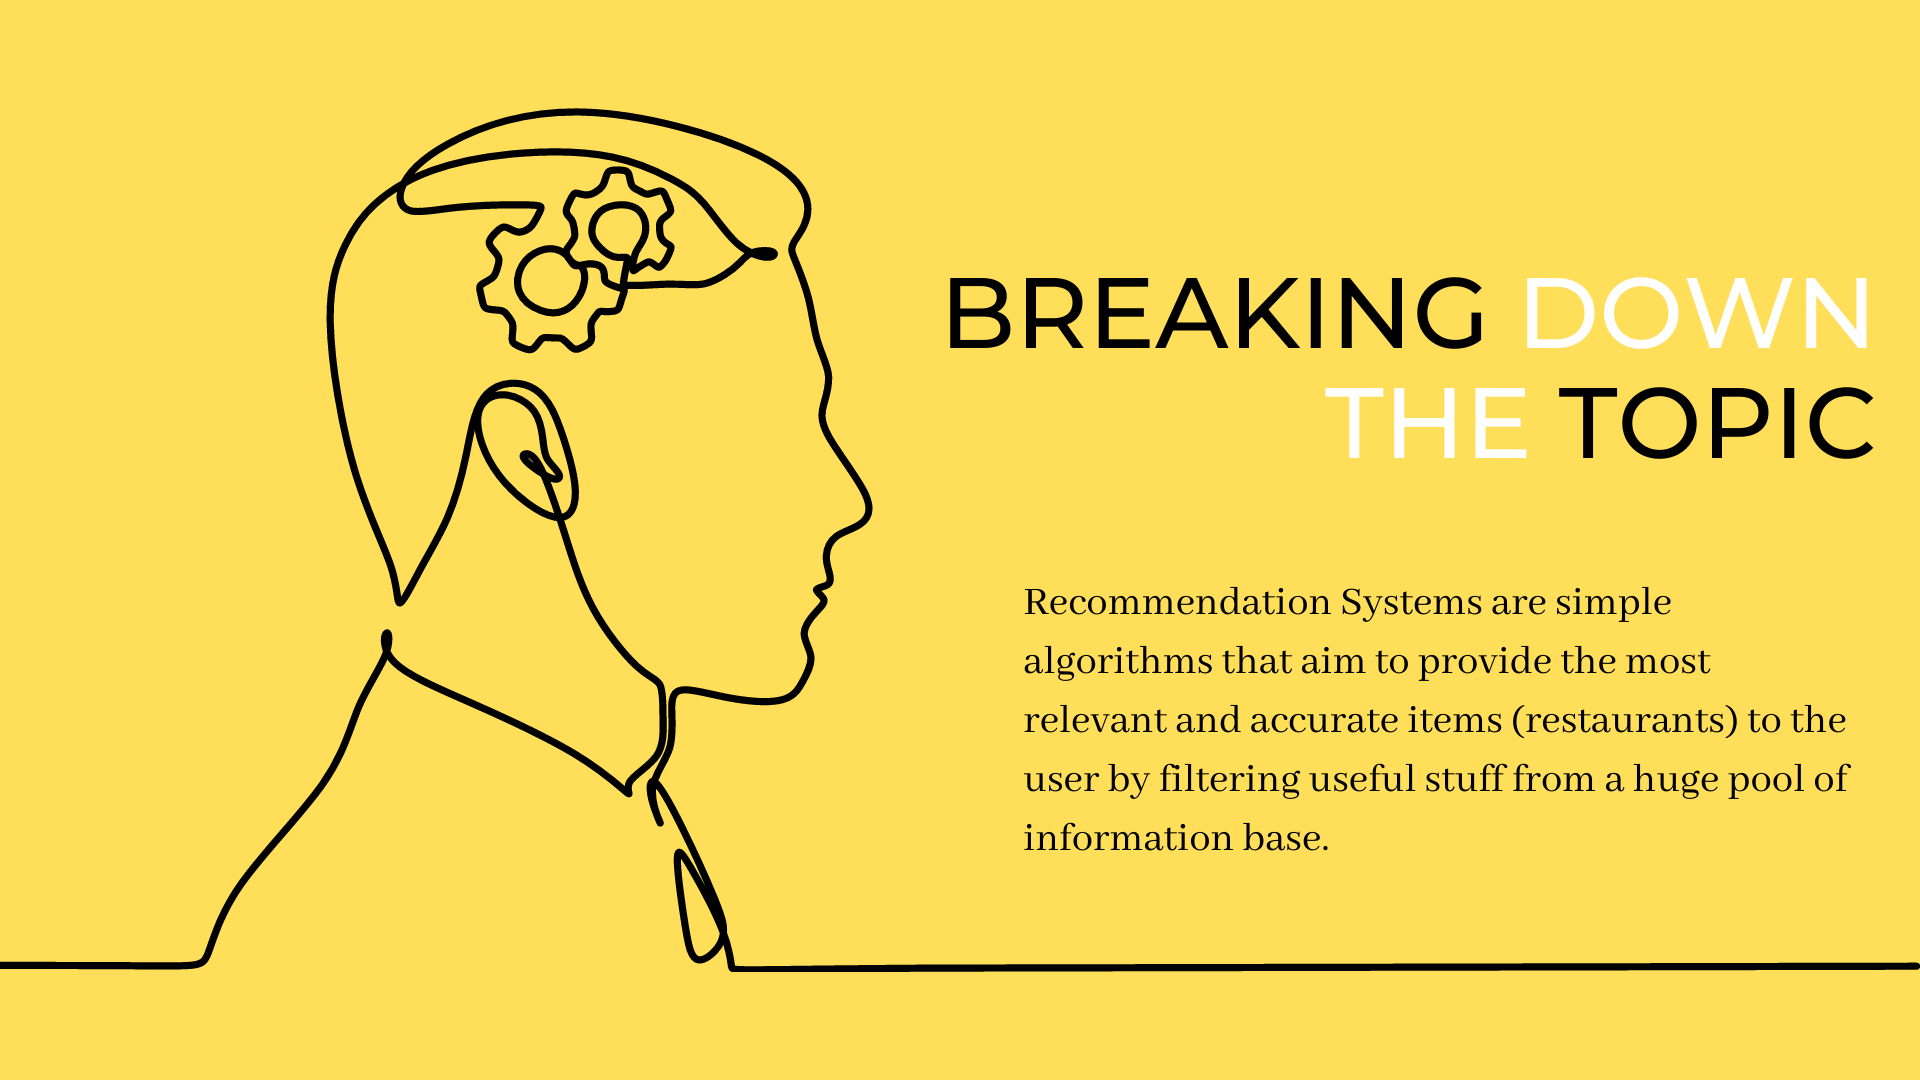 BREAKING DOWN
THE TOPIC
Recommendation Systems are simple
algorithms that aim to provide the most
relevant and accurate items (restaurants) to the
user by filtering useful stuff from a huge pool of
information base.